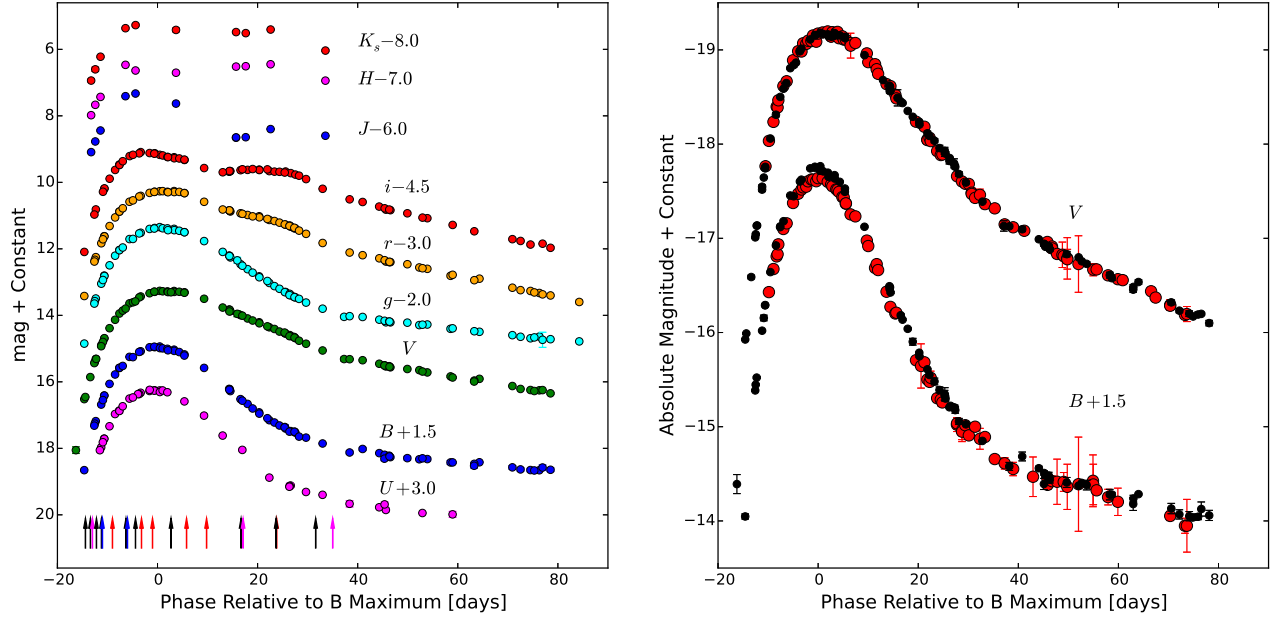 K_s−8.0
H−7.0
J−6.0
i−4.5
r−3.0
g−2.0
V
B+1.5
U+3.0
6
8
10
12
14
16
18
20
mag + Constant
−20 0 20 40 60 80
Phase Relative to B Maximum [days]
−19
−18
−17
−16
−15
−14
Absolute Magnitude + Constant
V
B+1.5
−20 0 20 40 60 80
Phase Relative to B Maximum [days]